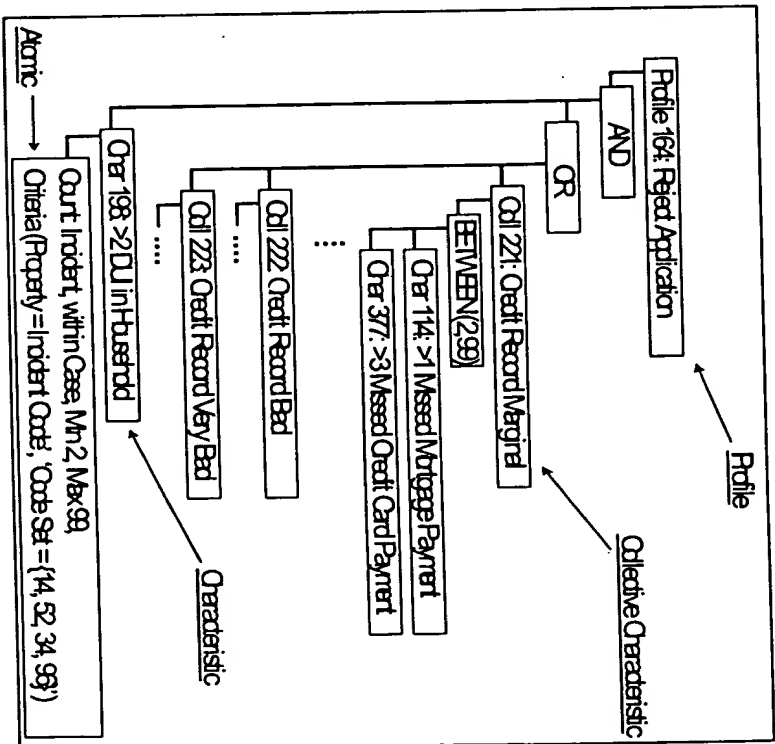 Profile 164: Reject Application
Profile
AND
OR
Coll 221: Credit Record Marginal
Collective Characteristic
BETWEEN(2,99)
Char 114: >1 Missed Mortgage Payment
Char 377: >3 Missed Credit Card Payment
....
Coll 222: Credit Record Bad
....
Coll 223: Credit Record Very Bad
....
Characteristic
Char 198: >2 DUI in Household
Atomic
Count: Incident, within Case, Min 2, Max 99,
Criteria (Property = Incident Code', 'Code Set = {14, 52, 34, 96}')